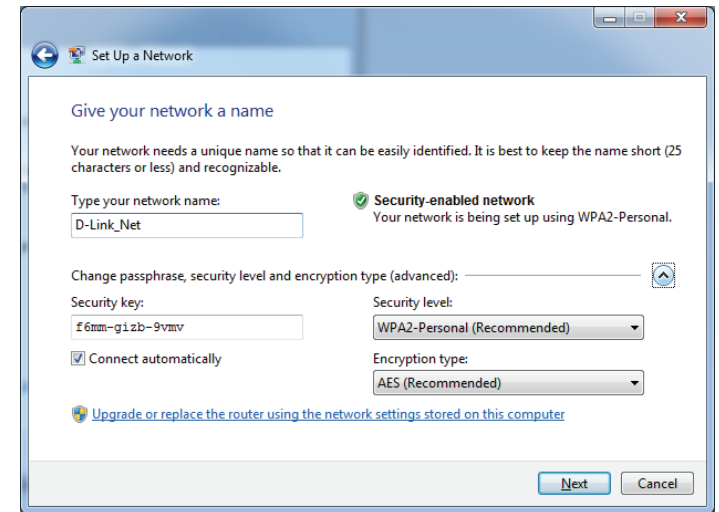 Set Up a Network
Give your network a name
Your network needs a unique name so that it can be easily identified. It is best to keep the name short (25
characters or less) and recognizable.
Type your network name:
D-Link_Net
Security-enabled network
Your network is being set up using WPA2-Personal.
Change passphrase, security level and encryption type (advanced):
Security key:
f6mm-gizb-9vmv
Security level:
WPA2-Personal (Recommended)
Connect automatically
Encryption type:
AES (Recommended)
Upgrade or replace the router using the network settings stored on this computer
Next
Cancel